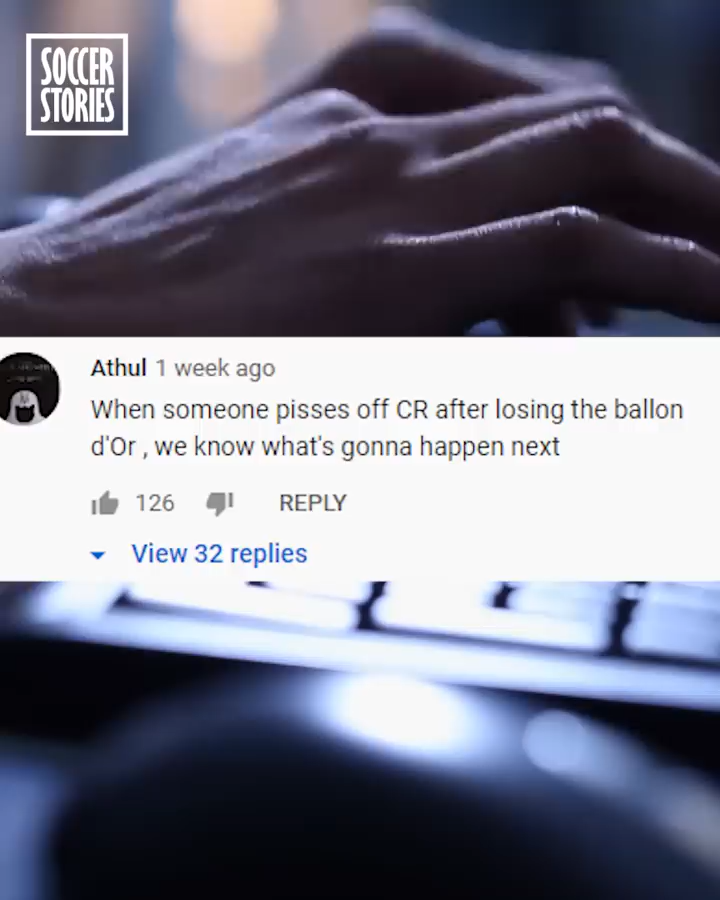 SOCCER
STORIES
Athul 1 week ago
When someone pisses off CR after losing the ballon
d'Or , we know what's gonna happen next
126 REPLY
View 32 replies